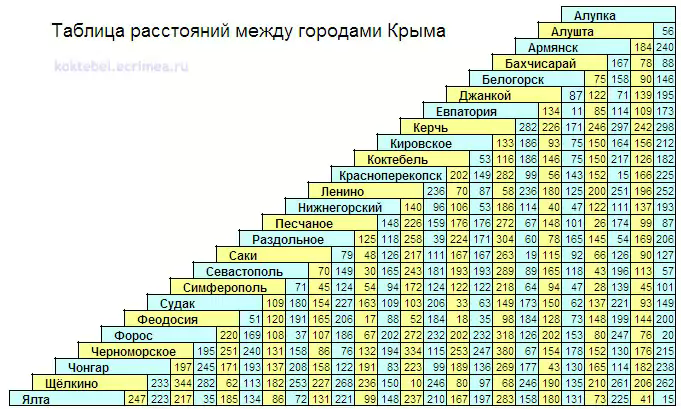 Таблица расстояний между городами Крыма
koktebel.ecrimea.ru
Алупка
Алушта 56
Армянск 184 240
Бахчисарай 167 78 88
Белогорск 75 158 90 146
Джанкой 87 122 71 139 195
Евпатория 134 11 85 114 109 173
Керчь 282 226 171 246 297 242 298
Кировское 133 186 93 75 150 164 156 212
Коктебель 53 116 186 146 75 150 217 126 182
Красноперекопск 202 149 282 99 56 143 152 15 166 225
Ленино 236 70 87 58 236 180 125 200 251 196 252
Нижнегорский 140 96 106 53 186 114 40 47 122 111 137 193
Песчаное 148 226 159 176 176 272 67 148 101 26 174 99 87
Раздольное 125 118 258 39 224 171 304 60 78 165 145 54 169 206
Саки 79 48 126 217 111 167 167 263 19 115 92 66 126 90 127
Севастополь 70 149 30 165 243 181 193 193 289 89 165 118 43 196 113 57
Симферополь 71 45 124 54 94 172 124 122 122 218 64 92 47 28 139 45 101
Судак 109 180 154 227 163 109 103 206 33 63 149 173 150 62 137 221 93 149
Феодосия 51 120 191 165 206 17 88 52 184 18 35 98 184 128 73 148 200 144 200
Форос 220 169 108 37 107 186 67 202 272 232 202 232 318 126 202 153 80 247 76 20
Черноморское 195 251 240 131 158 86 76 132 194 334 115 253 247 380 67 154 178 152 130 176 215
Чонгар 197 245 171 193 137 208 158 122 191 83 223 99 189 136 269 177 43 130 165 114 182 238
Щёлкино 233 344 282 62 113 182 253 227 268 236 150 10 246 80 97 68 246 190 135 210 261 206 262
Ялта 247 223 217 35 185 134 86 72 131 221 99 148 237 216 167 197 283 158 180 131 73 225 41 15